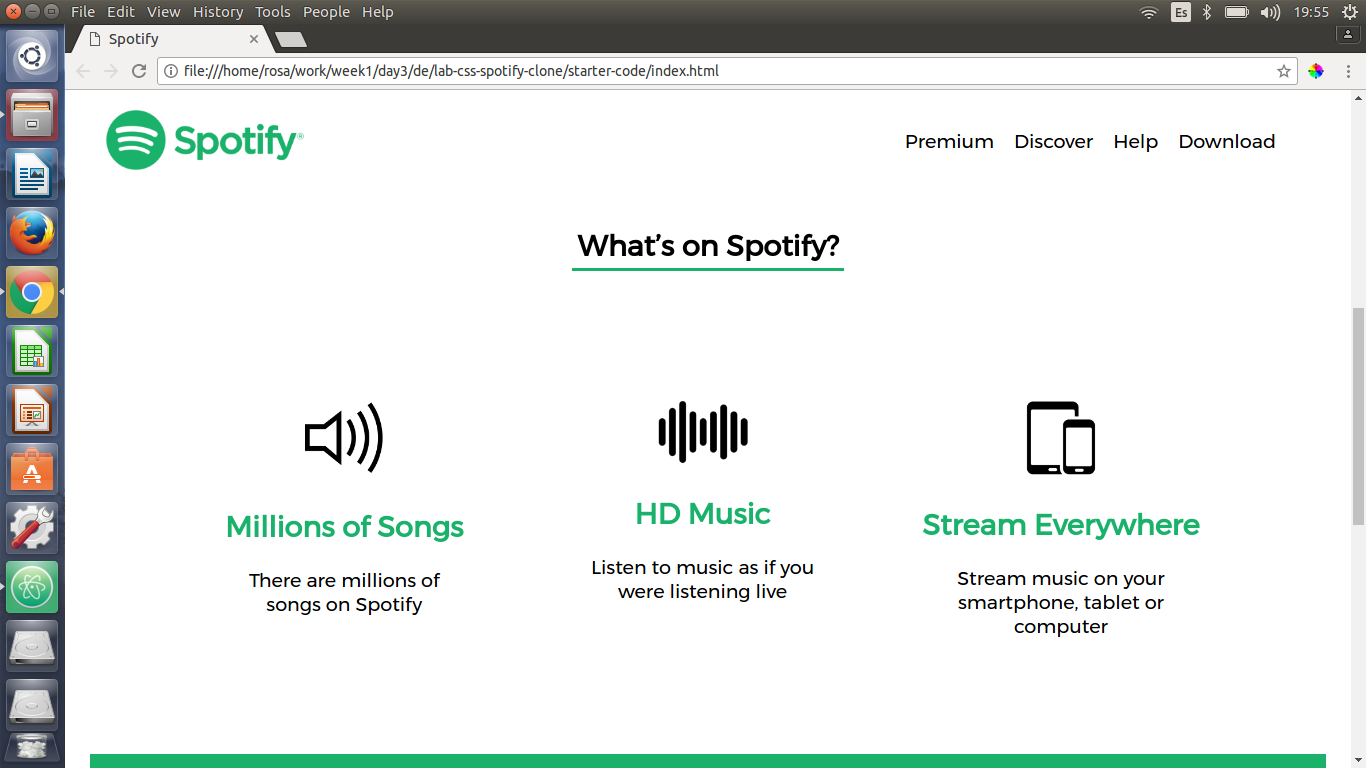 File Edit View History Tools People Help
Es 19:55
Spotify
file:///home/rosa/work/week1/day3/de/lab-css-spotify-clone/starter-code/index.html
Spotify®
Premium Discover Help Download
What’s on Spotify?
Millions of Songs
There are millions of
songs on Spotify
HD Music
Listen to music as if you
were listening live
Stream Everywhere
Stream music on your
smartphone, tablet or
computer